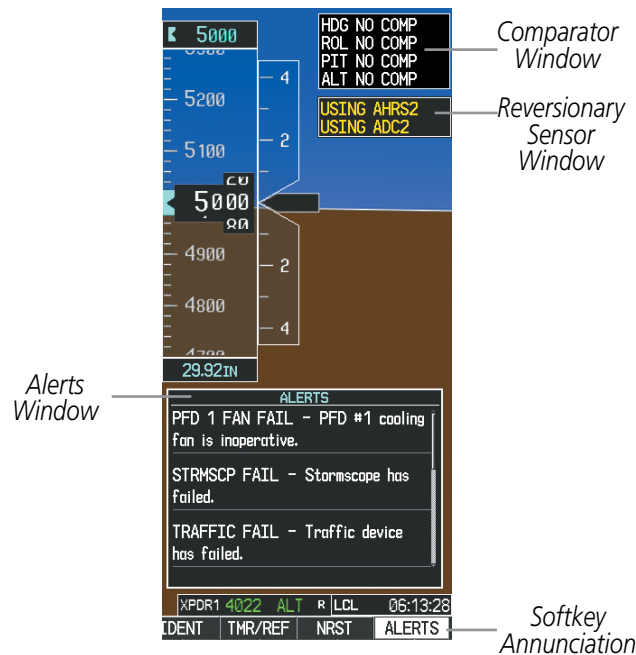 5000
HDG NO COMP
ROL NO COMP
PIT NO COMP
ALT NO COMP
Comparator
Window
USING AHRS2
USING ADC2
Reversionary
Sensor
Window
4
5200
2
5100
20
5000
80
4900
2
4800
4
29.92IN
Alerts
Window
ALERTS
PFD 1 FAN FAIL – PFD #1 cooling
fan is inoperative.
STRMSCP FAIL – Stormscope has
failed.
TRAFFIC FAIL – Traffic device
has failed.
XPDR1 4022 ALT R LCL 06:13:28
IDENT TMR/REF NRST ALERTS
Softkey
Annunciation